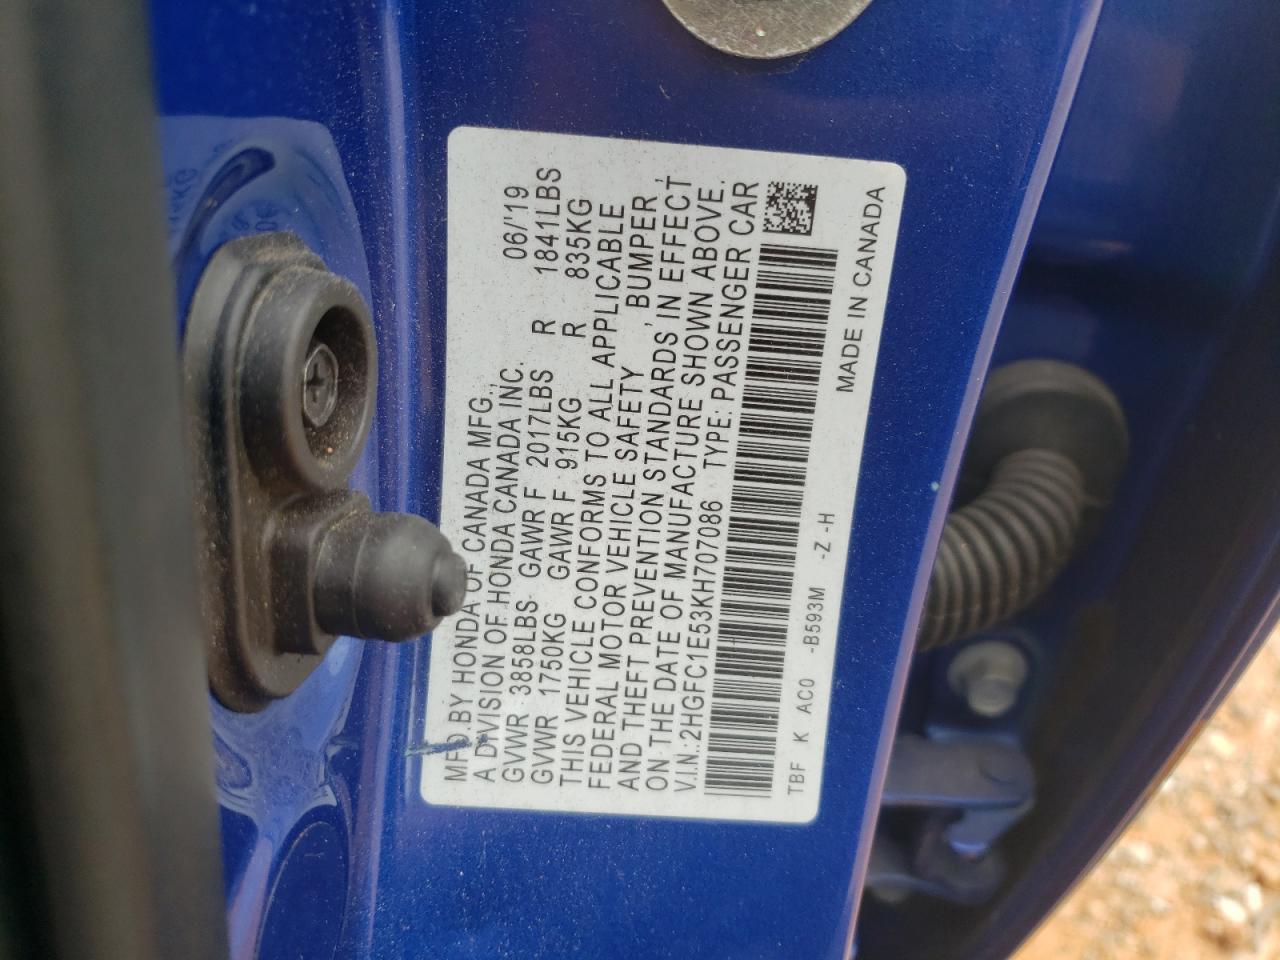 MFD BY HONDA OF CANADA MFG.,
A DIVISION OF HONDA CANADA INC. 06/'19
GVWR 3858LBS GAWR F 2017LBS R 1841LBS
GVWR 1750KG GAWR F 915KG R 835KG
THIS VEHICLE CONFORMS TO ALL APPLICABLE
FEDERAL MOTOR VEHICLE SAFETY, BUMPER,
AND THEFT PREVENTION STANDARDS, IN EFFECT
ON THE DATE OF MANUFACTURE SHOWN ABOVE.
V.I.N.:2HGFC1E53KH707086 TYPE: PASSENGER CAR
TBF K AC0 -B593M -Z -H
MADE IN CANADA